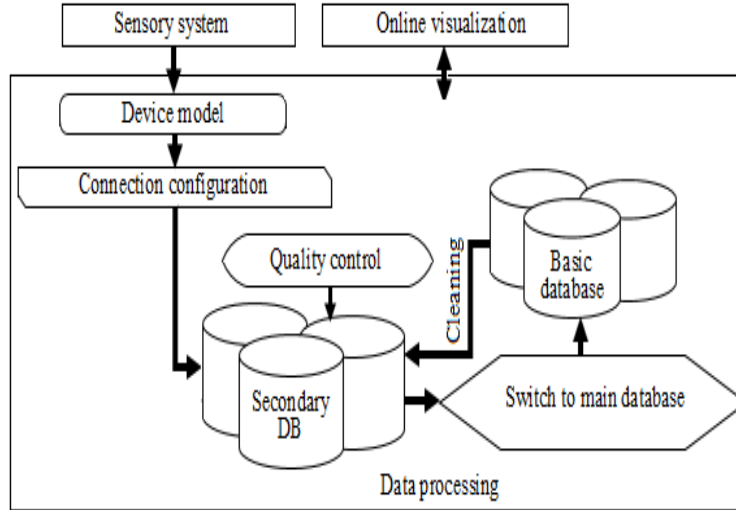 Sensory system
Online visualization
Device model
Connection configuration
Quality control
Cleaning
Basic
database
Secondary
DB
Switch to main database
Data processing